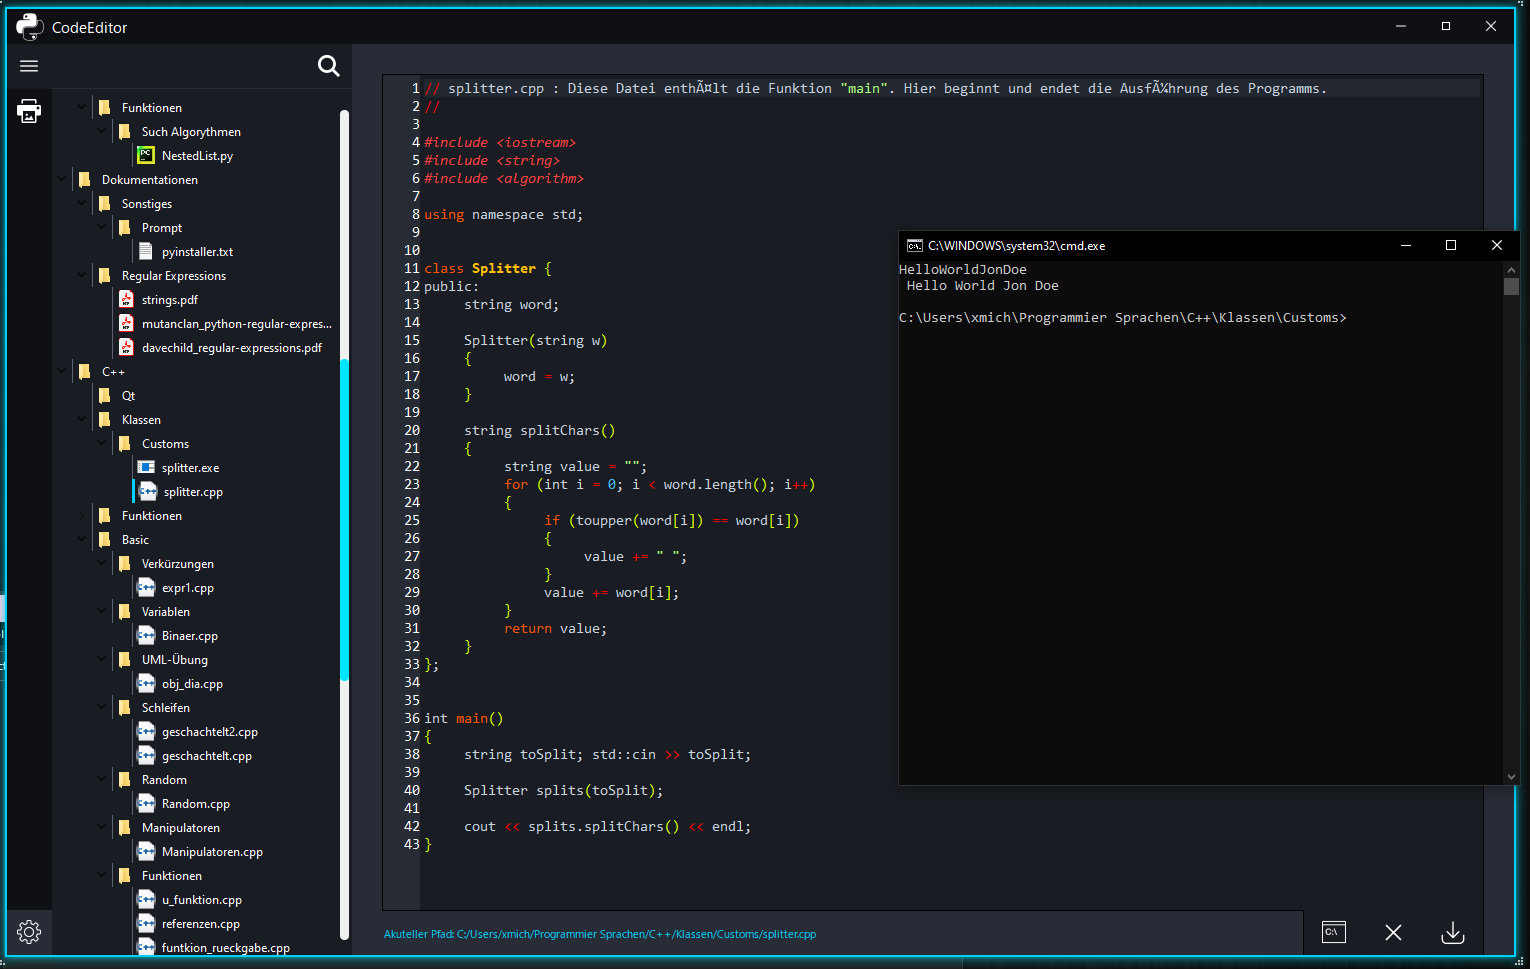 CodeEditor
Funktionen
Such Algorythmen
NestedList.py
Dokumentationen
Sonstiges
Prompt
pyinstaller.txt
Regular Expressions
strings.pdf
mutanclan_python-regular-expres...
davechild_regular-expressions.pdf
C++
Qt
Klassen
Customs
splitter.exe
splitter.cpp
Funktionen
Basic
Verkürzungen
expr1.cpp
Variablen
Binaer.cpp
UML-Übung
obj_dia.cpp
Schleifen
geschachtelt2.cpp
geschachtelt.cpp
Random
Random.cpp
Manipulatoren
Manipulatoren.cpp
Funktionen
u_funktion.cpp
referenzen.cpp
funtkion_rueckgabe.cpp
1 // splitter.cpp : Diese Datei enthÃ¤lt die Funktion "main". Hier beginnt und endet die AusfÃ¼hrung des Programms.
2 //
3
4 #include <iostream>
5 #include <string>
6 #include <algorithm>
7
8 using namespace std;
9
10
11 class Splitter {
12 public:
13 string word;
14
15 Splitter(string w)
16 {
17 word = w;
18 }
19
20 string splitChars()
21 {
22 string value = "";
23 for (int i = 0; i < word.length(); i++)
24 {
25 if (toupper(word[i]) == word[i])
26 {
27 value += " ";
28 }
29 value += word[i];
30 }
31 return value;
32 }
33 };
34
35
36 int main()
37 {
38 string toSplit; std::cin >> toSplit;
39
40 Splitter splits(toSplit);
41
42 cout << splits.splitChars() << endl;
43 }
C:\WINDOWS\system32\cmd.exe
HelloWorldJonDoe
Hello World Jon Doe
C:\Users\xmich\Programmier Sprachen\C++\Klassen\Customs>
Akuteller Pfad: C:/Users/xmich/Programmier Sprachen/C++/Klassen/Customs/splitter.cpp